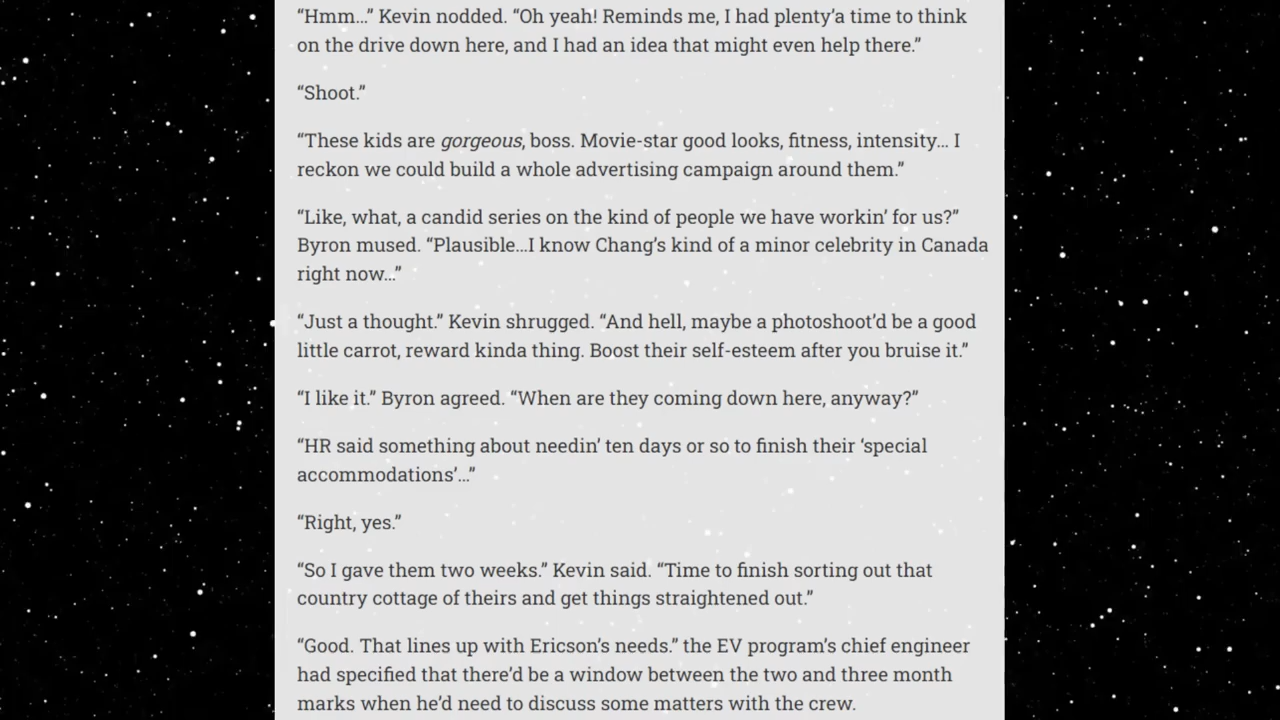 “Hmm…” Kevin nodded. “Oh yeah! Reminds me, I had plenty’a time to think
on the drive down here, and I had an idea that might even help there.”
“Shoot.”
“These kids are gorgeous, boss. Movie-star good looks, fitness, intensity… I
reckon we could build a whole advertising campaign around them.”
“Like, what, a candid series on the kind of people we have workin’ for us?”
Byron mused. “Plausible…I know Chang’s kind of a minor celebrity in Canada
right now…”
“Just a thought.” Kevin shrugged. “And hell, maybe a photoshoot’d be a good
little carrot, reward kinda thing. Boost their self-esteem after you bruise it.”
“I like it.” Byron agreed. “When are they coming down here, anyway?”
“HR said something about needin’ ten days or so to finish their ‘special
accommodations’…”
“Right, yes.”
“So I gave them two weeks.” Kevin said. “Time to finish sorting out that
country cottage of theirs and get things straightened out.”
“Good. That lines up with Ericson’s needs.” the EV program’s chief engineer
had specified that there’d be a window between the two and three month
marks when he’d need to discuss some matters with the crew.